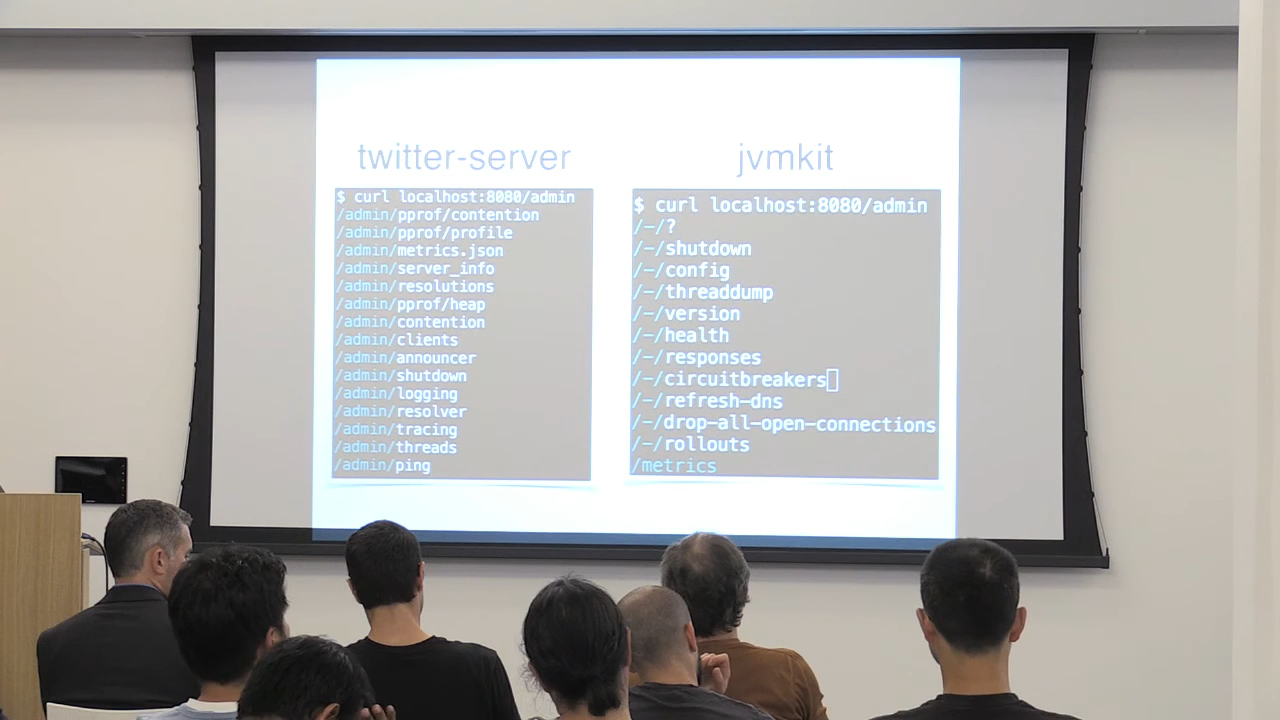 twitter-server
$ curl localhost:8080/admin
/admin/pprof/contention
/admin/pprof/profile
/admin/metrics.json
/admin/server_info
/admin/resolutions
/admin/pprof/heap
/admin/contention
/admin/clients
/admin/announcer
/admin/shutdown
/admin/logging
/admin/resolver
/admin/tracing
/admin/threads
/admin/ping
jvmkit
$ curl localhost:8080/admin
/-/?
/-/shutdown
/-/config
/-/threaddump
/-/version
/-/health
/-/responses
/-/circuitbreakers
/-/refresh-dns
/-/drop-all-open-connections
/-/rollouts
/metrics